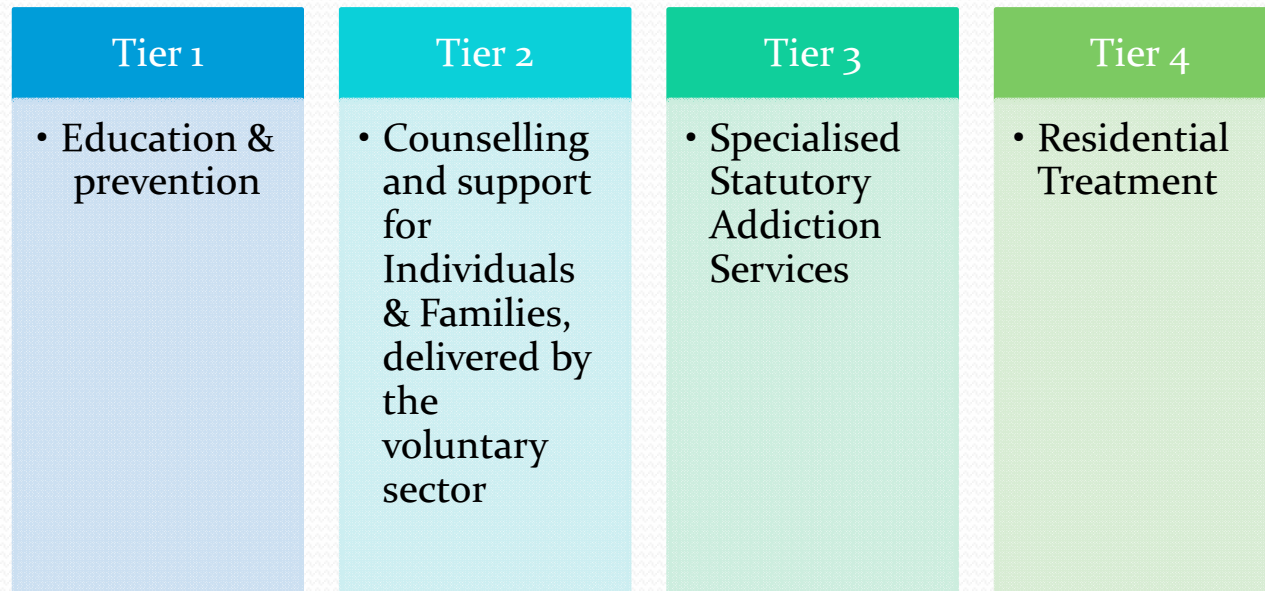 Tier 1
• Education &
prevention
Tier 2
• Counselling
and support
for
Individuals
& Families,
delivered by
the
voluntary
sector
Tier 3
• Specialised
Statutory
Addiction
Services
Tier 4
• Residential
Treatment